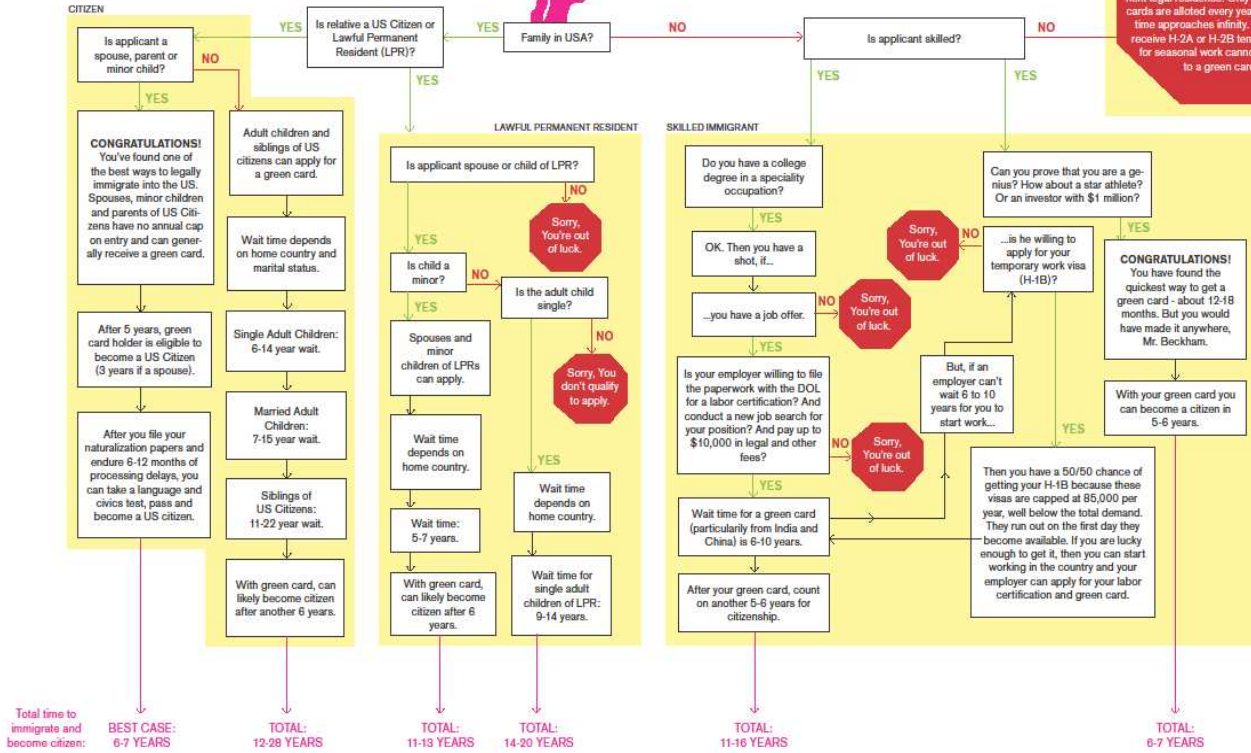 CITIZEN
Is applicant a
spouse, parent or
minor child?
YES
Is relative a US Citizen or
Lawful Permanent
Resident (LPR)?
YES
Family in USA?
NO
Is applicant skilled?
NO
cards are alloted every yea
time approaches infinity.
receive H-2A or H-2B tem
for seasonal work canno
to a green car
NO
YES
YES
YES
YES
CONGRATULATIONS!
You've found one of
the best ways to legally
immigrate into the US.
Spouses, minor children
and parents of US Citi-
zens have no annual cap
on entry and can gener-
ally receive a green card.
After 5 years, green
card holder is eligible to
become a US Citizen
(3 years if a spouse).
After you file your
naturalization papers and
endure 6-12 months of
processing delays, you
can take a language and
civics test, pass and
become a US citizen.
Adult children and
siblings of US
citizens can apply for
a green card.
Wait time depends
on home country and
marital status.
Single Adult Children:
6-14 year wait.
Married Adult
Children:
7-15 year wait.
Siblings of
US Citizens:
11-22 year wait.
With green card, can
likely become citizen
after another 6 years.
LAWFUL PERMANENT RESIDENT
Is applicant spouse or child of LPR?
NO
Sorry,
You're out
of luck.
YES
Is child a
minor?
NO
Is the adult child
single?
YES
NO
Sorry, You
don't qualify
to apply.
Spouses and
minor
children of LPRs
can apply.
Wait time
depends on
home country.
Wait time:
5-7 years.
With green card,
can likely become
citizen after 6
years.
YES
Wait time
depends on
home country.
Wait time for
single adult
children of LPR:
9-14 years.
SKILLED IMMIGRANT
Do you have a college
degree in a speciality
occupation?
YES
OK. Then you have a
shot, if...
...you have a job offer.
NO
Sorry,
You're out
of luck.
YES
Is your employer willing to file
the paperwork with the DOL
for a labor certification? And
conduct a new job search for
your position? And pay up to
$10,000 in legal and other
fees?
NO
Sorry,
You're out
of luck.
YES
Wait time for a green card
(particularily from India and
China) is 6-10 years.
After your green card, count
on another 5-6 years for
citizenship.
But, if an
employer can't
wait 6 to 10
years for you to
start work...
...is he willing to
apply for your
temporary work visa
(H-1B)?
NO
Sorry,
You're out
of luck.
YES
Then you have a 50/50 chance of
getting your H-1B because these
visas are capped at 85,000 per
year, well below the total demand.
They run out on the first day they
become available. If you are lucky
enough to get it, then you can start
working in the country and your
employer can apply for your labor
certification and green card.
Can you prove that you are a ge-
nius? How about a star athlete?
Or an investor with $1 million?
YES
CONGRATULATIONS!
You have found the
quickest way to get a
green card - about 12-18
months. But you would
have made it anywhere,
Mr. Beckham.
With your green card you
can become a citizen in
5-6 years.
Total time to
immigrate and
become citizen:
BEST CASE:
6-7 YEARS
TOTAL:
12-28 YEARS
TOTAL:
11-13 YEARS
TOTAL:
14-20 YEARS
TOTAL:
11-16 YEARS
TOTAL:
6-7 YEARS